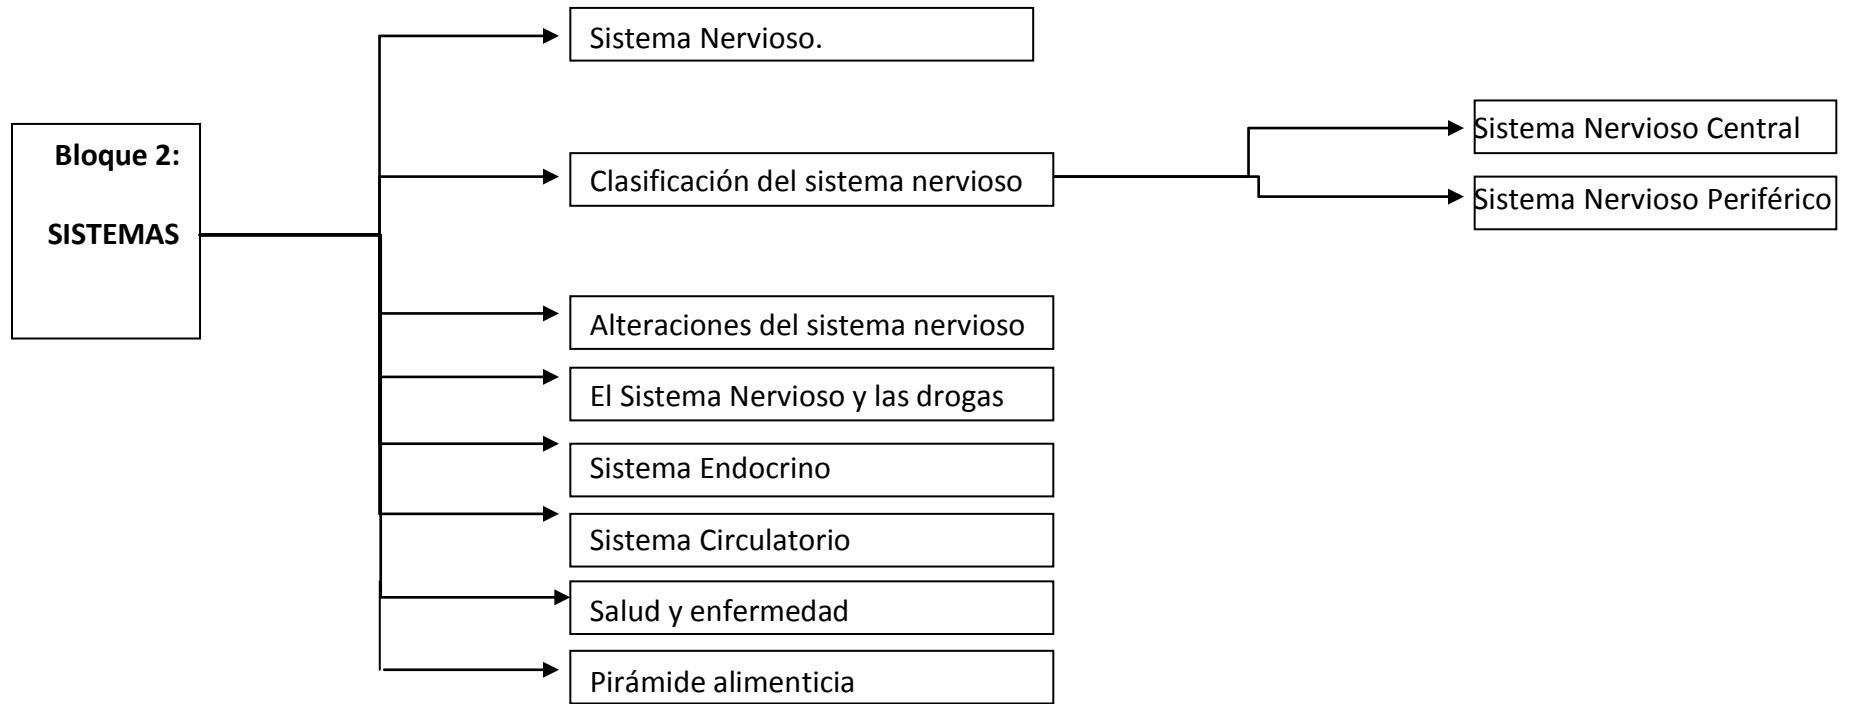 Bloque 2:
SISTEMAS
Sistema Nervioso.
Clasificación del sistema nervioso
Sistema Nervioso Central
Sistema Nervioso Periférico
Alteraciones del sistema nervioso
El Sistema Nervioso y las drogas
Sistema Endocrino
Sistema Circulatorio
Salud y enfermedad
Pirámide alimenticia